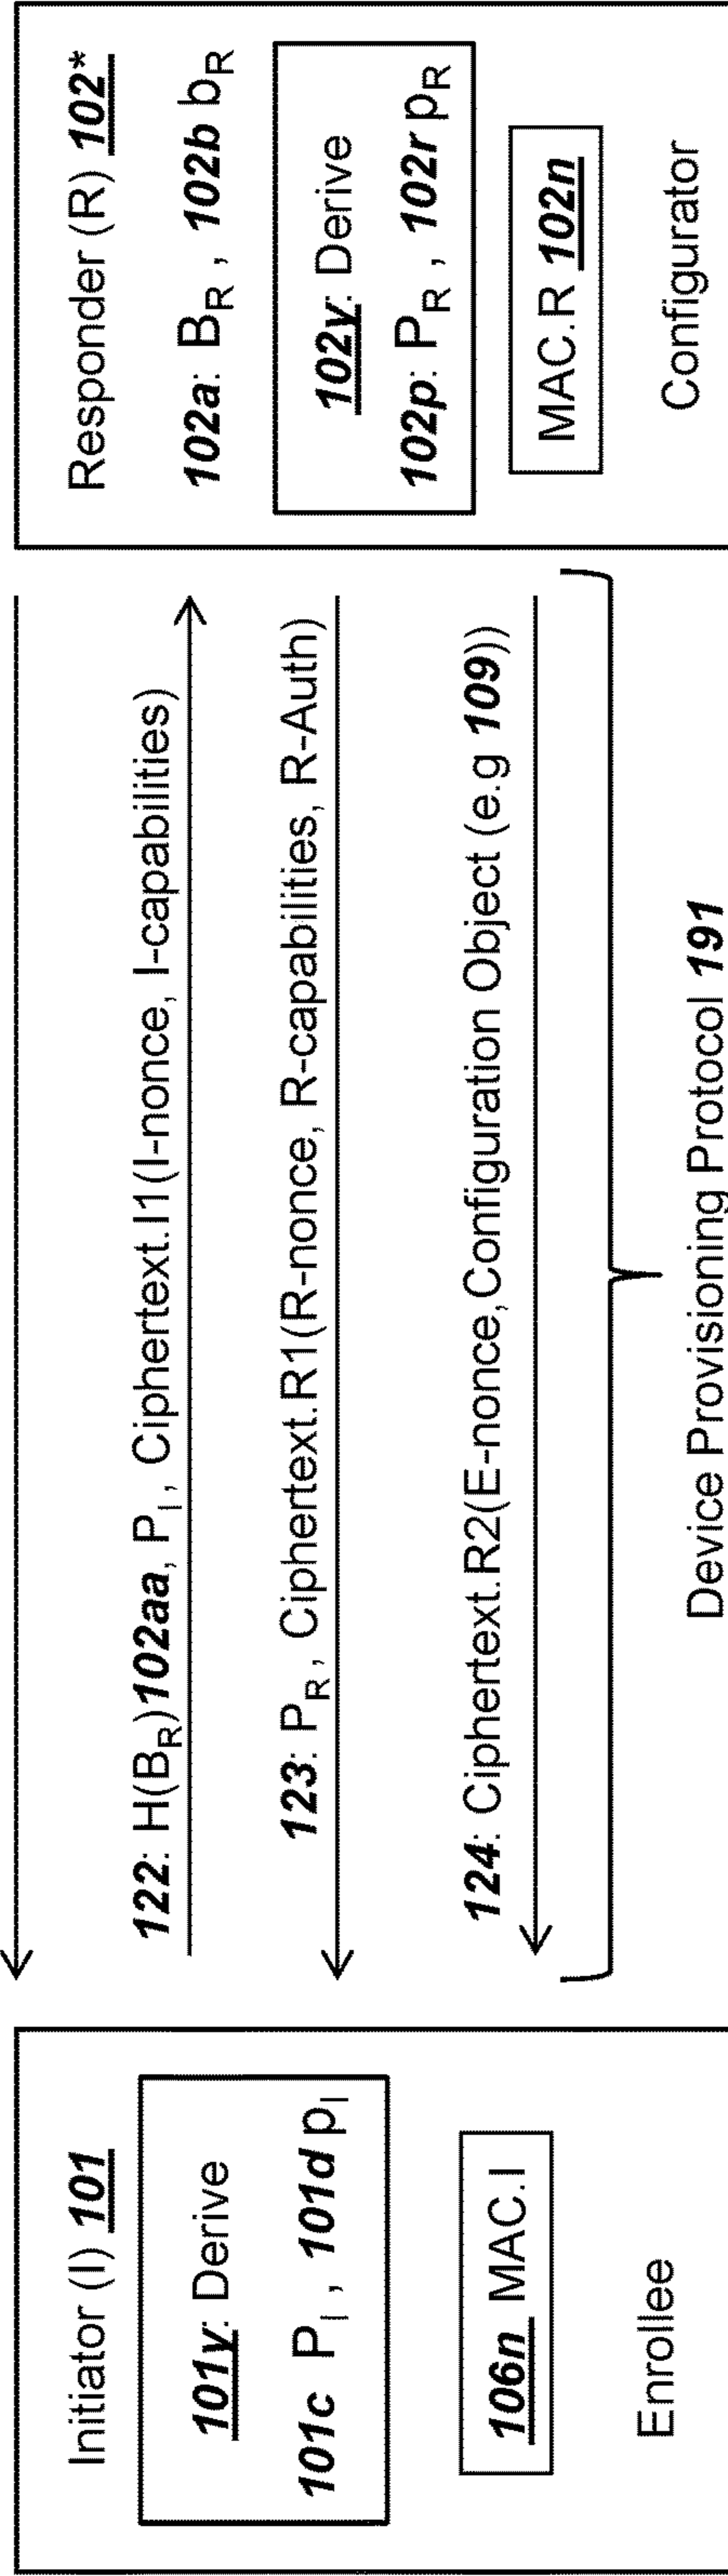 Initiator (I) 101
101y: Derive
101c P_I , 101d p_I
106n MAC.I
Enrollee
122: H(B_R)102aa, P_I, Ciphertext.I1(I-nonce, I-capabilities)
123: P_R, Ciphertext.R1(R-nonce, R-capabilities, R-Auth)
124: Ciphertext.R2(E-nonce,Configuration Object (e.g 109))
Device Provisioning Protocol 191
Responder (R) 102*
102a: B_R , 102b b_R
102y: Derive
102p: P_R , 102r p_R
MAC.R 102n
Configurator